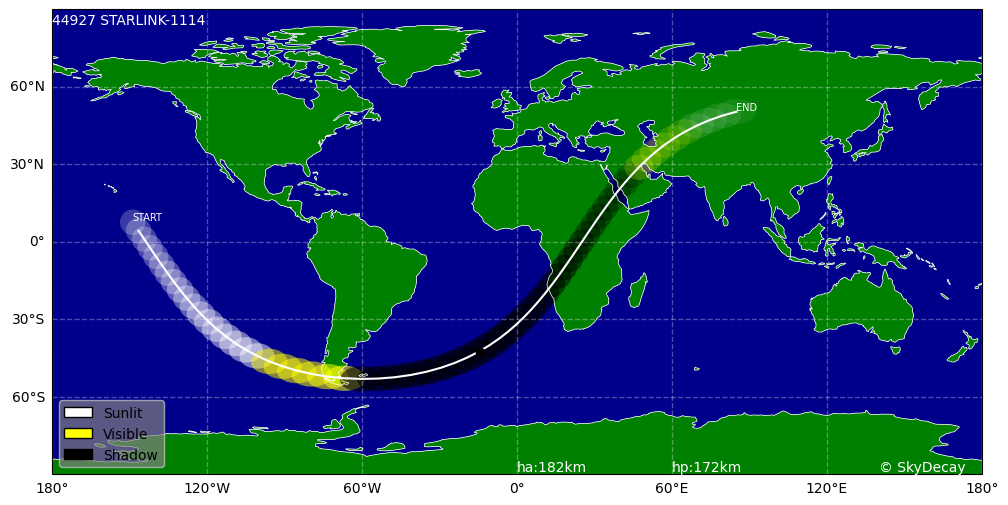 44927 STARLINK-1114
60°N
30°N
0°
30°S
60°S
START
END
Sunlit
Visible
Shadow
ha:182km
hp:172km
© SkyDecay
180°
120°W
60°W
0°
60°E
120°E
180°